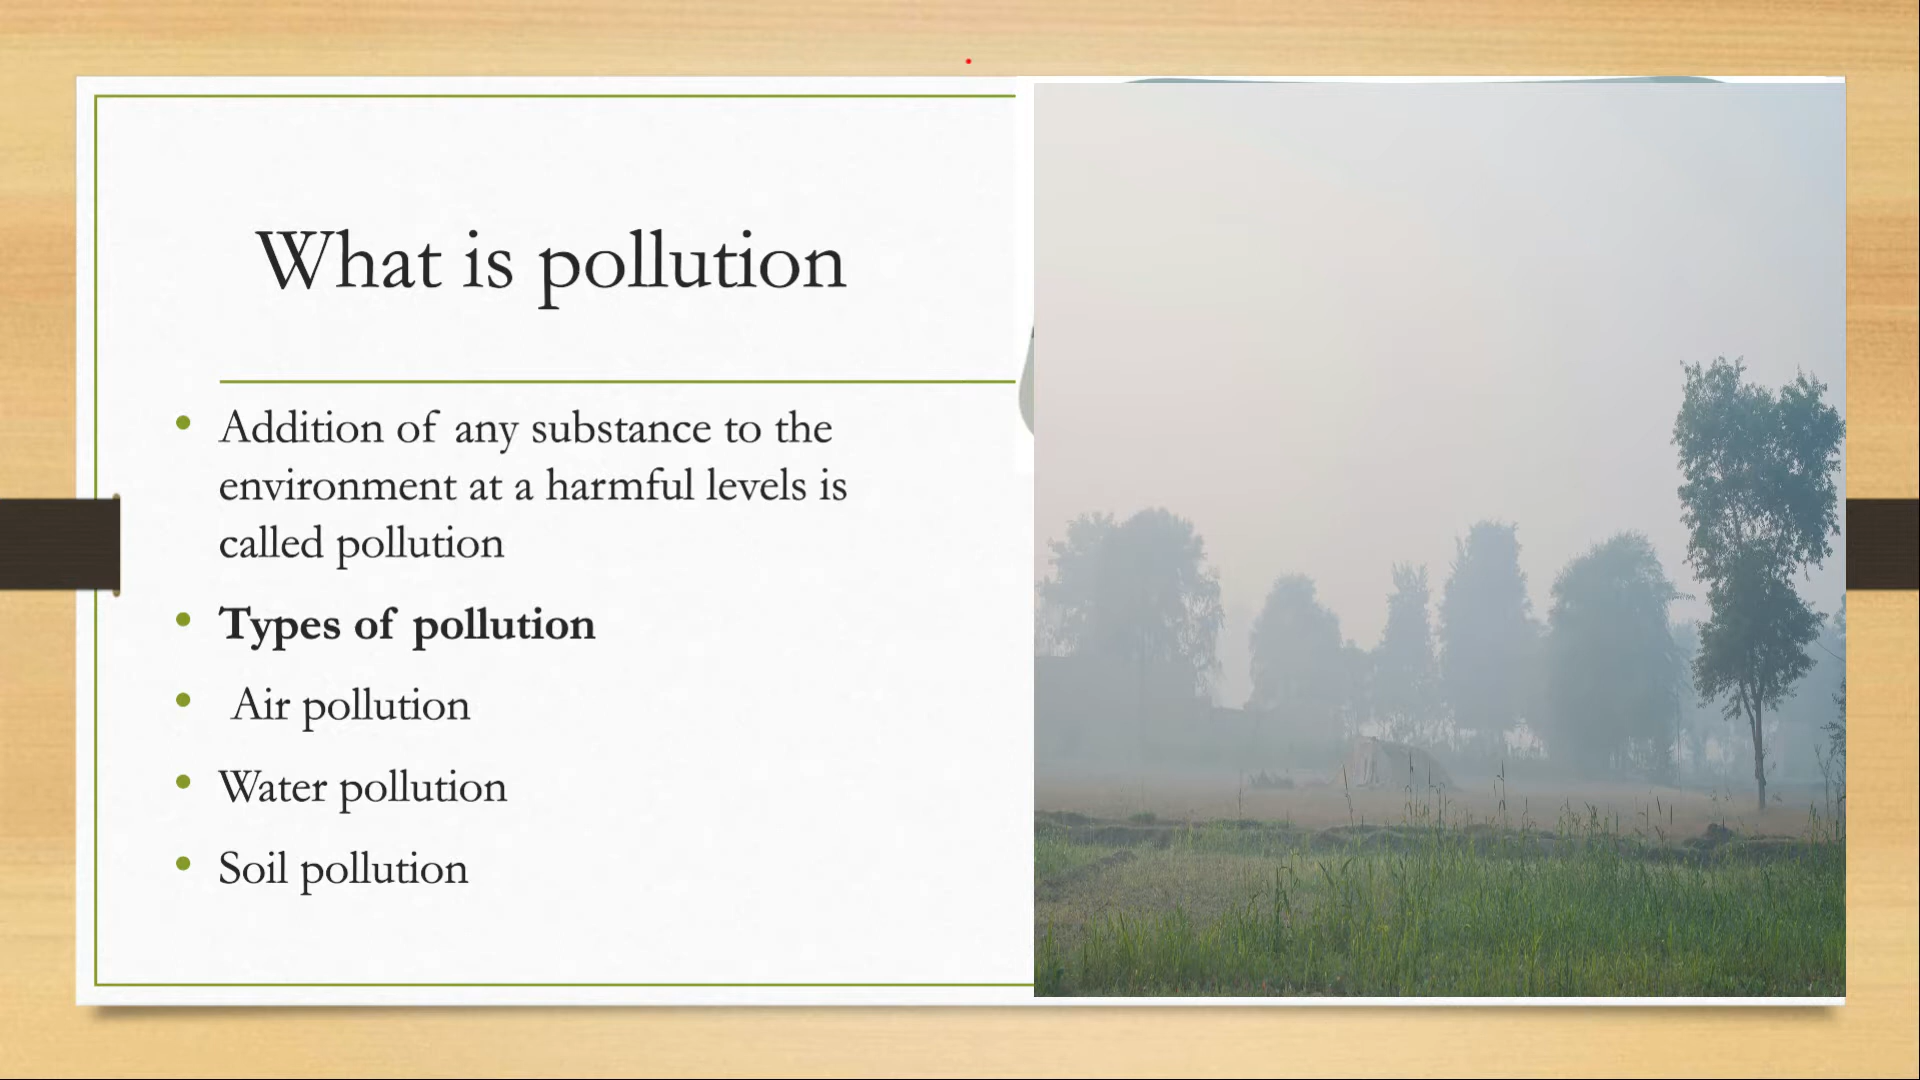 What is pollution
Addition of any substance to the
environment at a harmful levels is
called pollution
Types of pollution
Air pollution
Water pollution
Soil pollution